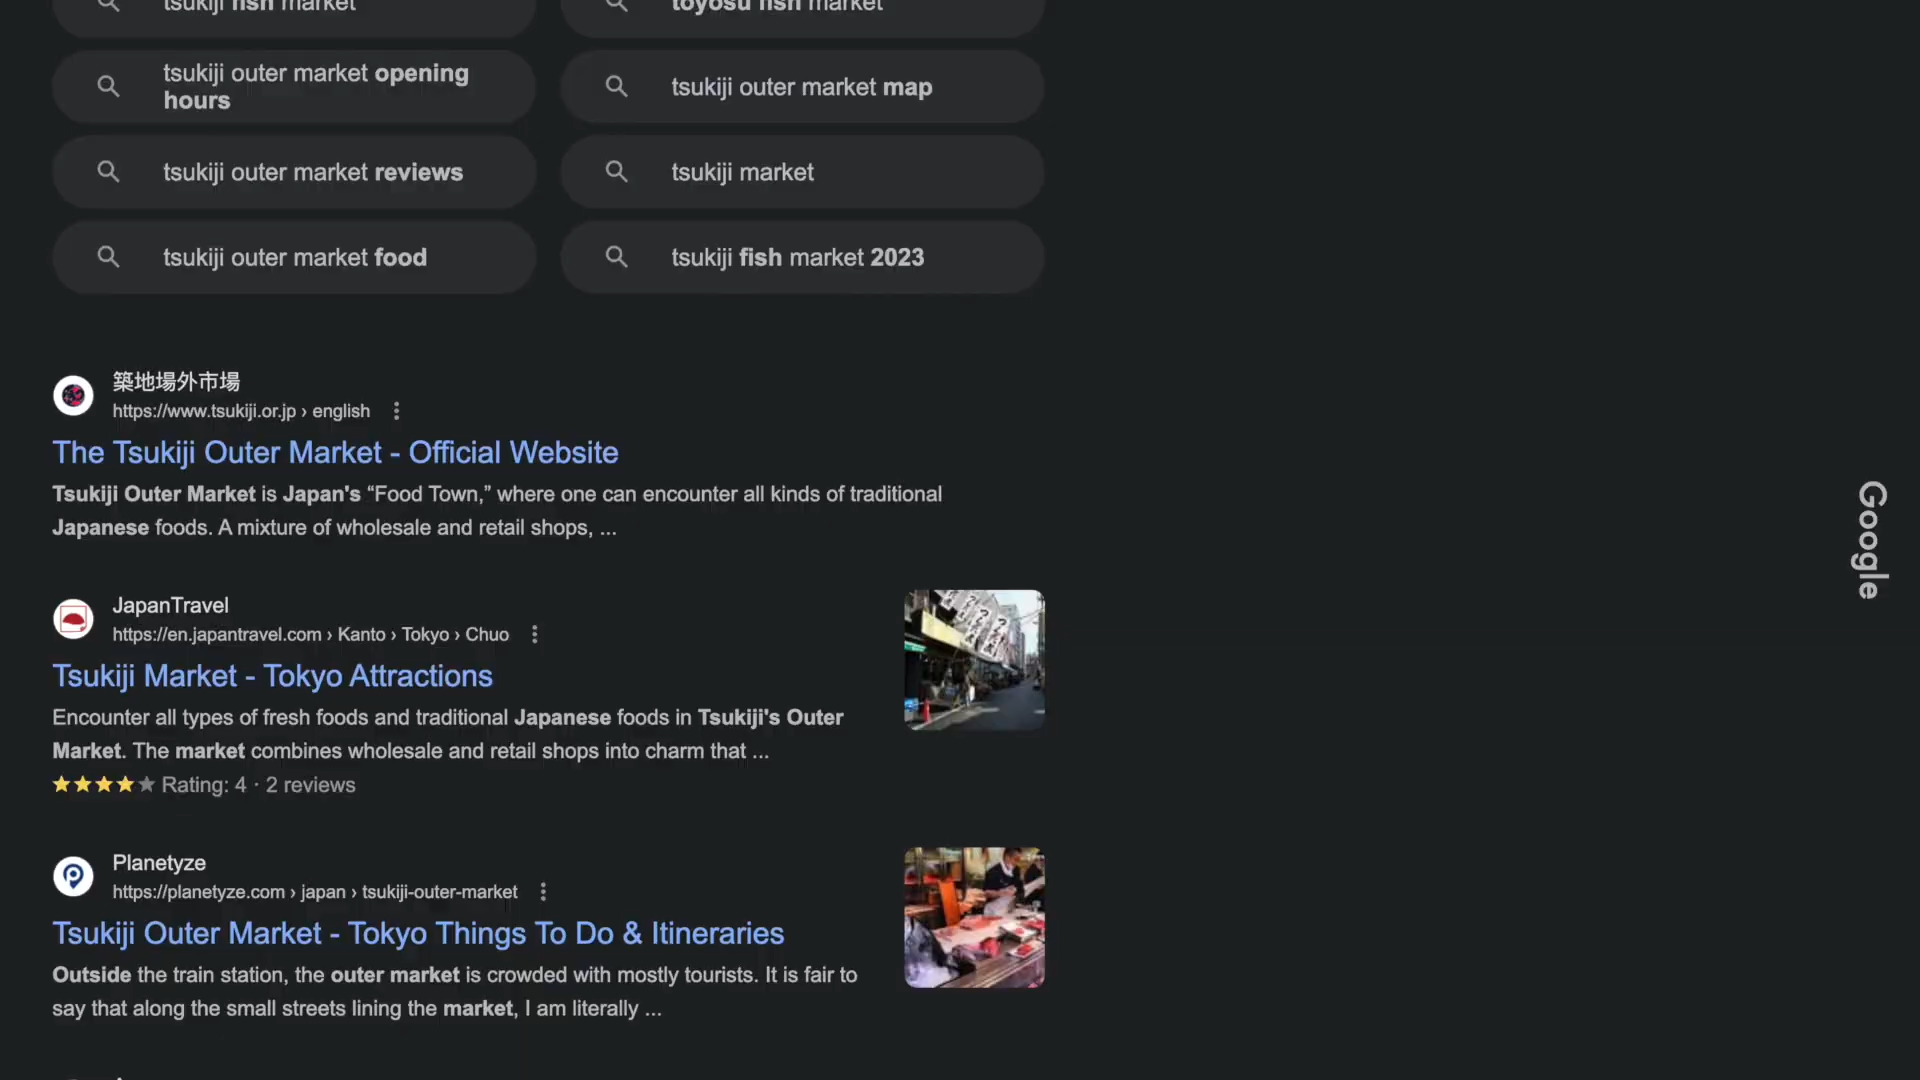 tsukiji fish market
toyosu fish market
tsukiji outer market opening
hours
tsukiji outer market map
tsukiji outer market reviews
tsukiji market
tsukiji outer market food
tsukiji fish market 2023
築地場外市場
https://www.tsukiji.or.jp › english
The Tsukiji Outer Market - Official Website
Tsukiji Outer Market is Japan's “Food Town,” where one can encounter all kinds of traditional
Japanese foods. A mixture of wholesale and retail shops, ...
JapanTravel
https://en.japantravel.com › Kanto › Tokyo › Chuo
Tsukiji Market - Tokyo Attractions
Encounter all types of fresh foods and traditional Japanese foods in Tsukiji's Outer
Market. The market combines wholesale and retail shops into charm that ...
Rating: 4 · 2 reviews
Planetyze
https://planetyze.com › japan › tsukiji-outer-market
Tsukiji Outer Market - Tokyo Things To Do & Itineraries
Outside the train station, the outer market is crowded with mostly tourists. It is fair to
say that along the small streets lining the market, I am literally ...
Google